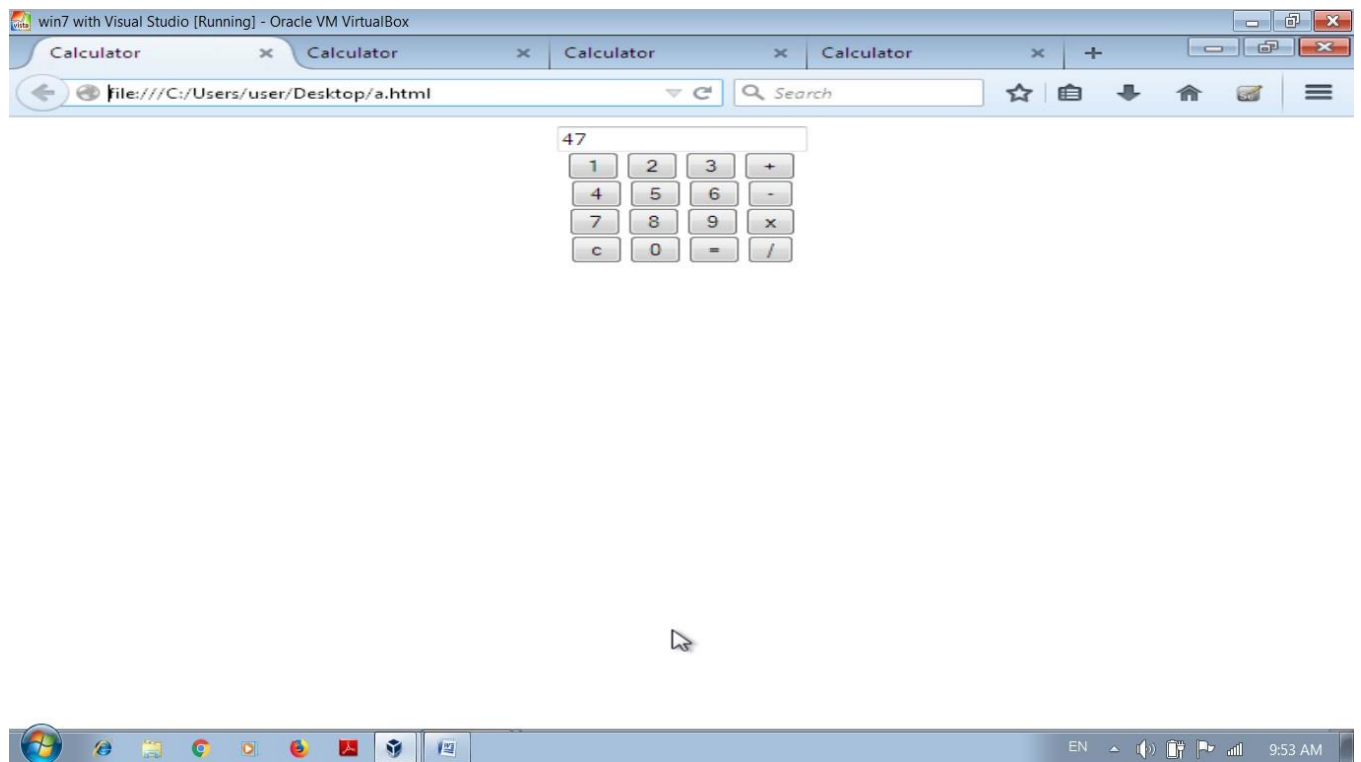 win7 with Visual Studio [Running] - Oracle VM VirtualBox
Calculator Calculator Calculator Calculator
file:///C:/Users/user/Desktop/a.html Search
47
1 2 3 +
4 5 6 -
7 8 9 x
c 0 = /
EN 9:53 AM